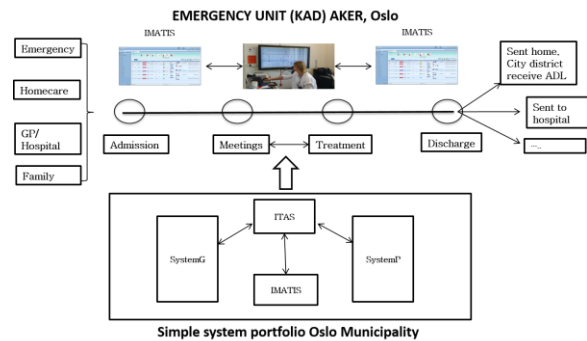 EMERGENCY UNIT (KAD) AKER, Oslo
IMATIS
IMATIS
Emergency
Homecare
GP/
Hospital
Family
Admission
Meetings
Treatment
Discharge
Sent home.
City district
receive ADL
Sent to
hospital
ITAS
SystemG
SystemP
IMATIS
Simple system portfolio Oslo Municipality